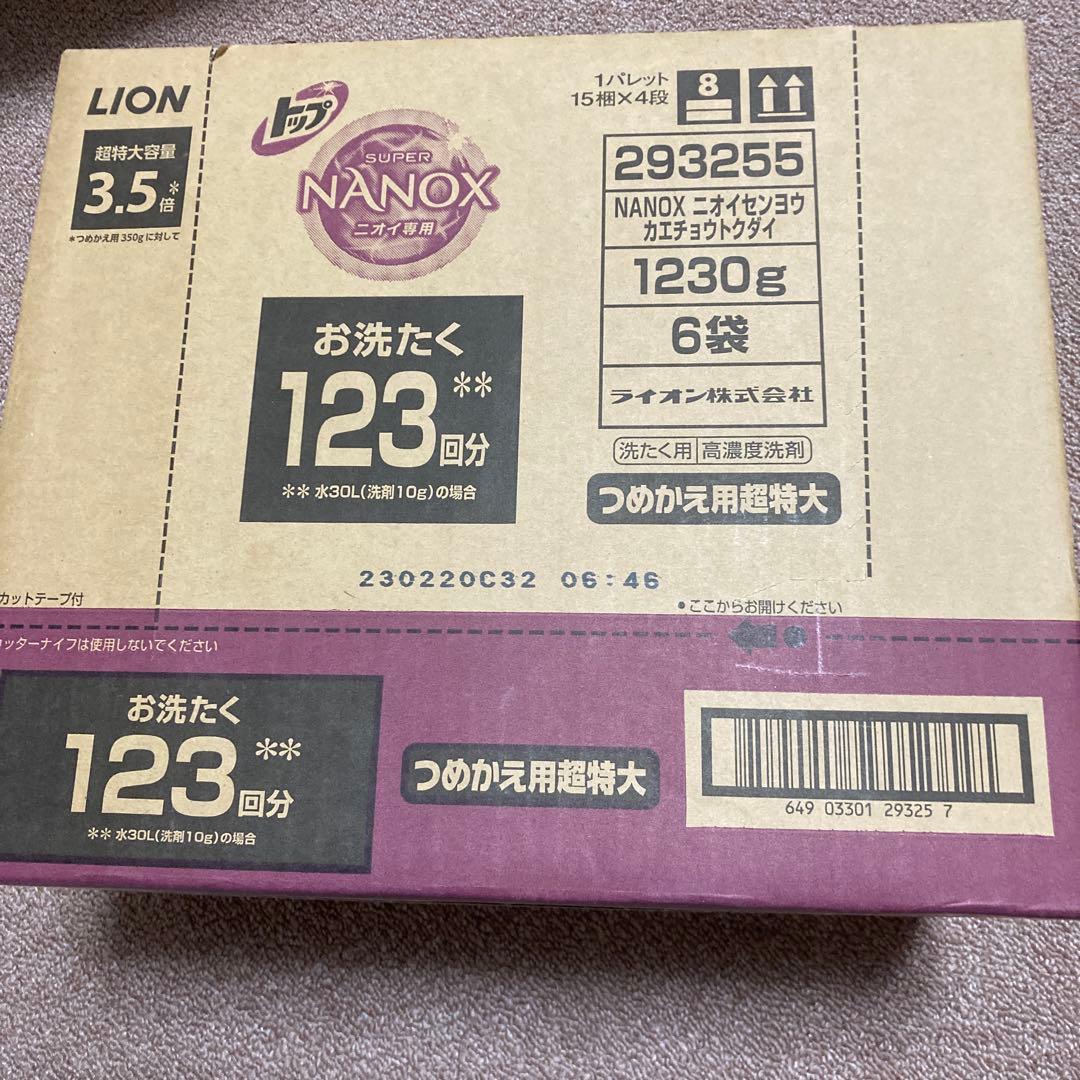 LION
超特大容量
3.5*倍
*つめかえ用350gに対して
トップ
SUPER
NANOX
ニオイ専用
お洗たく
123**回分
**水30L(洗剤10g)の場合
1パレット
15梱×4段
8
293255
NANOX ニオイセンヨウ
カエチョウトクダイ
1230g
6袋
ライオン株式会社
洗たく用 高濃度洗剤
つめかえ用超特大
230220C32 06:46
カットテープ付
●ここからお開けください
ッターナイフは使用しないでください
お洗たく
123**回分
**水30L(洗剤10g)の場合
つめかえ用超特大
649 03301 29325 7